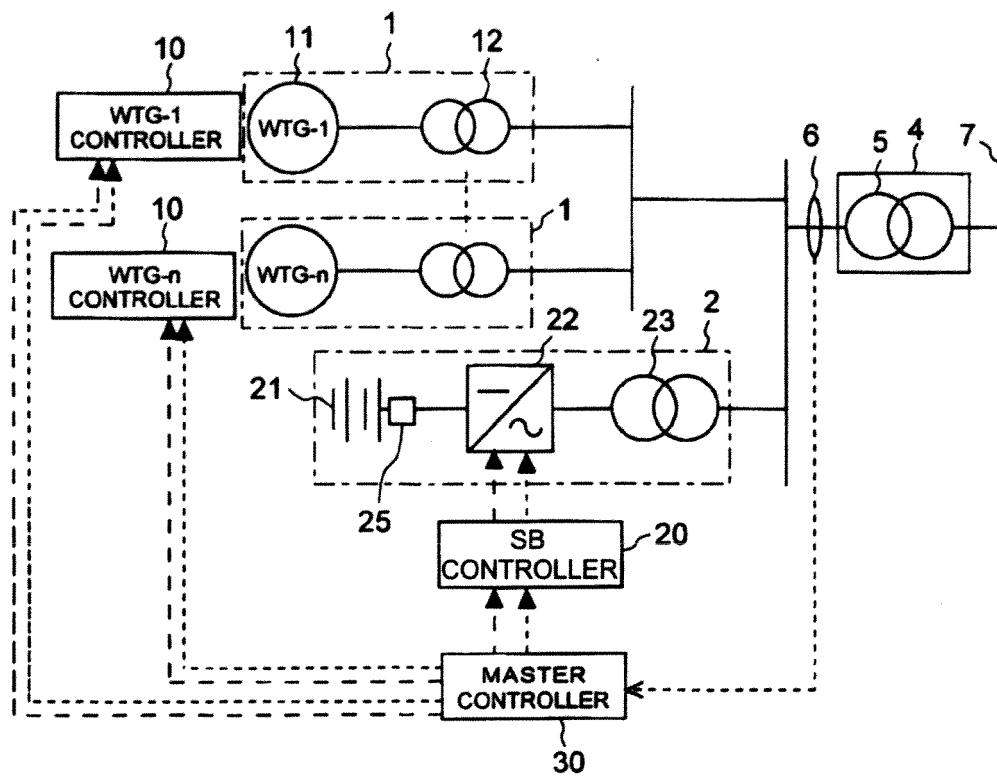 1
10
11
12
WTG-1
CONTROLLER
WTG-1
6
5
4
7
10
1
WTG-n
CONTROLLER
WTG-n
2
22
23
21
25
SB
CONTROLLER
20
MASTER
CONTROLLER
30